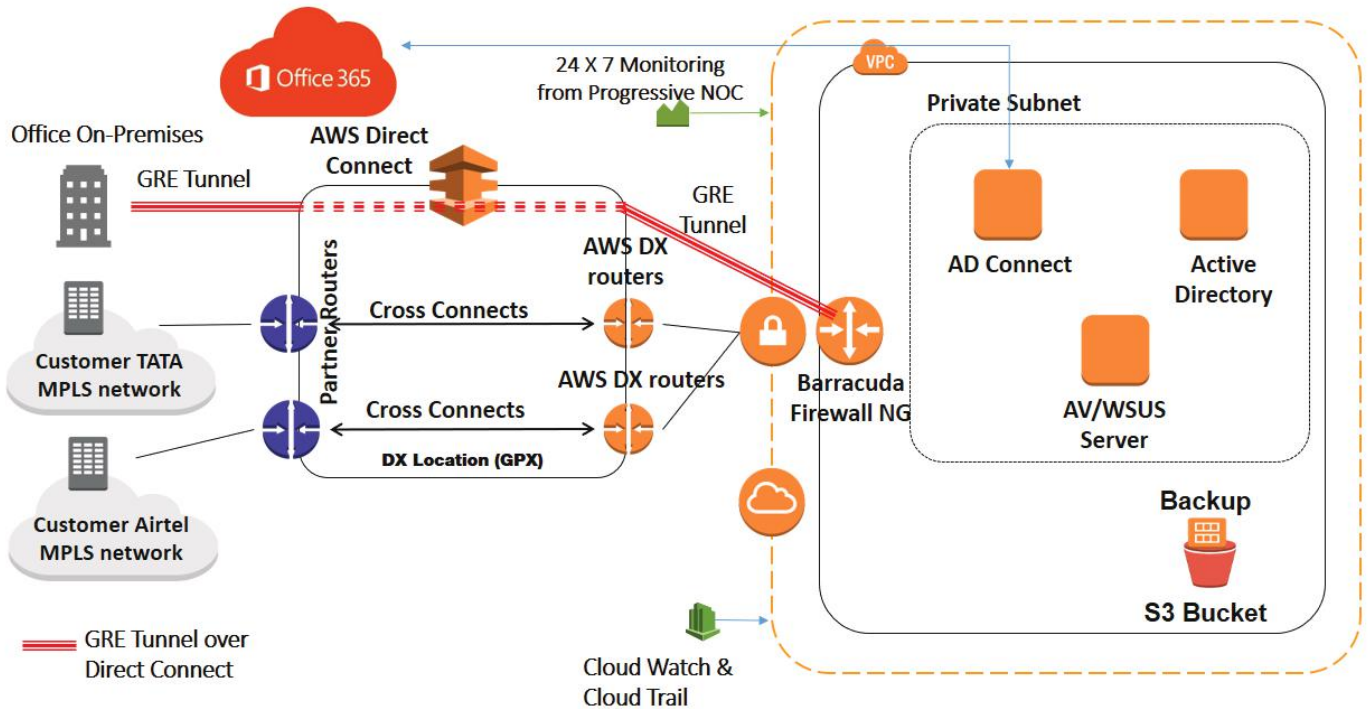 Office 365
24 X 7 Monitoring
from Progressive NOC
VPC
Private Subnet
Office On-Premises
AWS Direct
Connect
GRE Tunnel
GRE
Tunnel
AWS DX
routers
AD Connect
Active
Directory
Partner Routers
Cross Connects
Customer TATA
MPLS network
AWS DX routers
Barracuda
Firewall NG
AV/WSUS
Server
Cross Connects
DX Location (GPX)
Customer Airtel
MPLS network
Backup
S3 Bucket
GRE Tunnel over
Direct Connect
Cloud Watch &
Cloud Trail